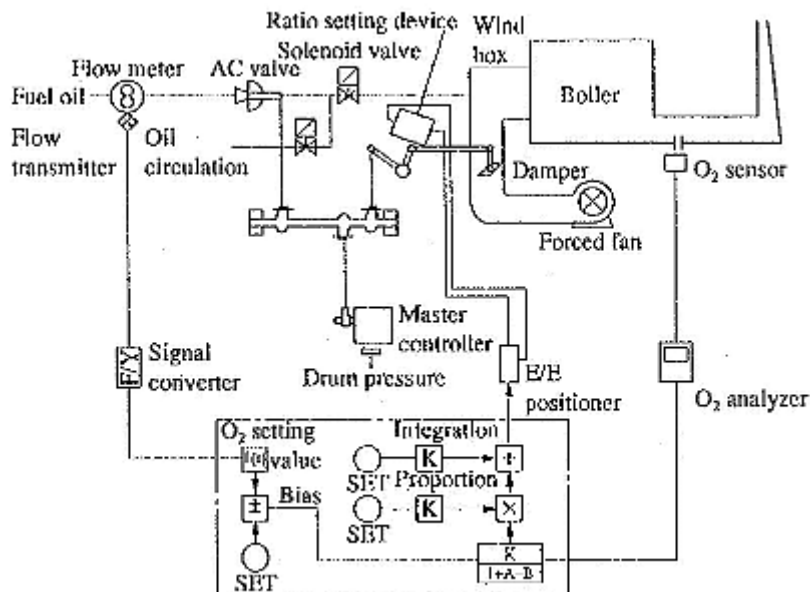 Ratio setting device
Solenoid valve
Wind
box
Flow meter
AC valve
Fuel oil
Boiler
Flow
transmitter
Oil
circulation
Damper
O₂ sensor
Forced fan
Master
controller
Drum pressure
F/Y
Signal
converter
E/E
positioner
O₂ analyzer
O₂ setting
value
Integration
K
+
SET
Proportion
±
Bias
K
×
SET
SET
K
1+A-B